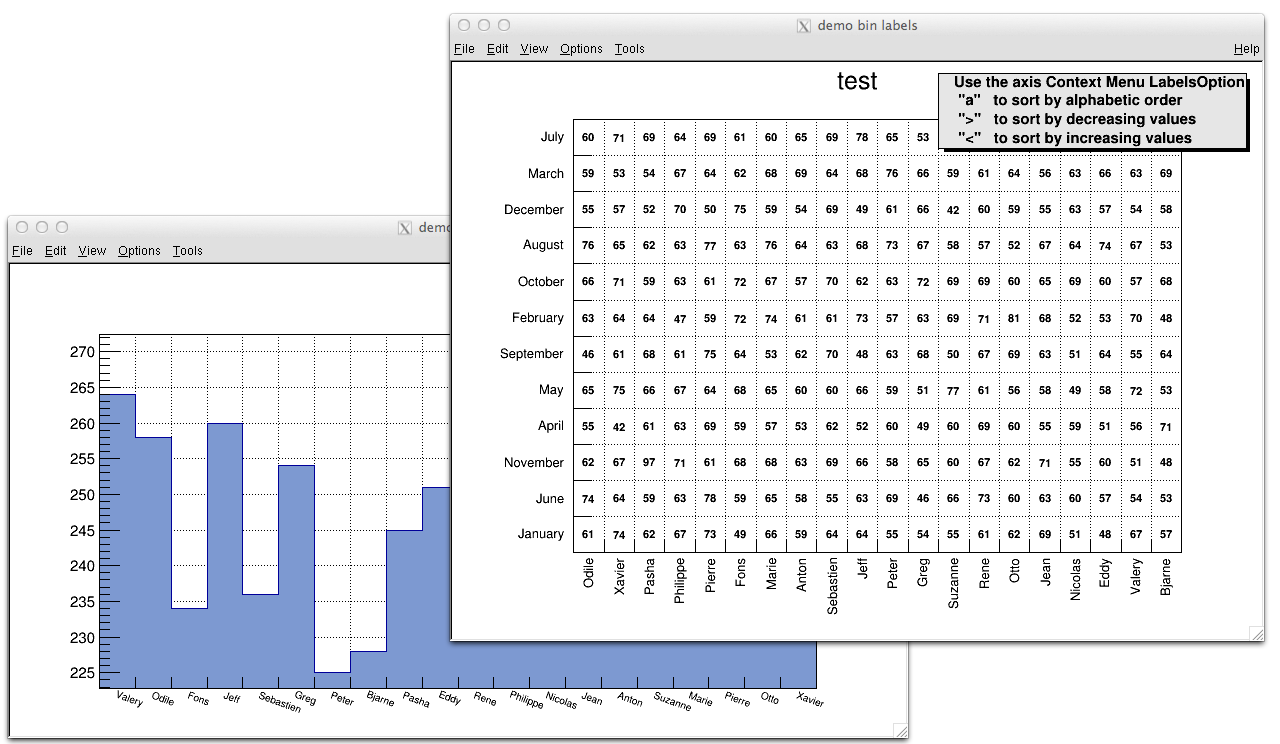 demo bin labels
File Edit View Options Tools Help
test
Use the axis Context Menu LabelsOption
"a" to sort by alphabetic order
">" to sort by decreasing values
"<" to sort by increasing values
July 60 71 69 64 69 61 60 65 69 78 65 53
March 59 53 54 67 64 62 68 69 64 68 76 66 59 61 64 56 63 66 63 69
December 55 57 52 70 50 75 59 54 69 49 61 66 42 60 59 55 63 57 54 58
August 76 65 62 63 77 63 76 64 63 68 73 67 58 57 52 67 64 74 67 53
October 66 71 59 63 61 72 67 57 70 62 63 72 69 69 60 65 69 60 57 68
February 63 64 64 47 59 72 74 61 61 73 57 63 69 71 81 68 52 53 70 48
September 46 61 68 61 75 64 53 62 70 48 63 68 50 67 69 63 51 64 55 64
May 65 75 66 67 64 68 65 60 60 66 59 51 77 61 56 58 49 58 72 53
April 55 42 61 63 69 59 57 53 62 52 60 49 60 69 60 55 59 51 56 71
November 62 67 97 71 61 68 68 63 69 66 58 65 60 67 62 71 55 60 51 48
June 74 64 59 63 78 59 65 58 55 63 69 46 66 73 60 63 60 57 54 53
January 61 74 62 67 73 49 66 59 64 64 55 54 55 61 62 69 51 48 67 57
Odile Xavier Pasha Philippe Pierre Fons Marie Anton Sebastien Jeff Peter Greg Suzanne Rene Otto Jean Nicolas Eddy Valery Bjarne
demo
File Edit View Options Tools
270
265
260
255
250
245
240
235
230
225
Valery Odile Fons Jeff Sebastien Greg Peter Bjarne Pasha Eddy Rene Philippe Nicolas Jean Anton Suzanne Marie Pierre Otto Xavier